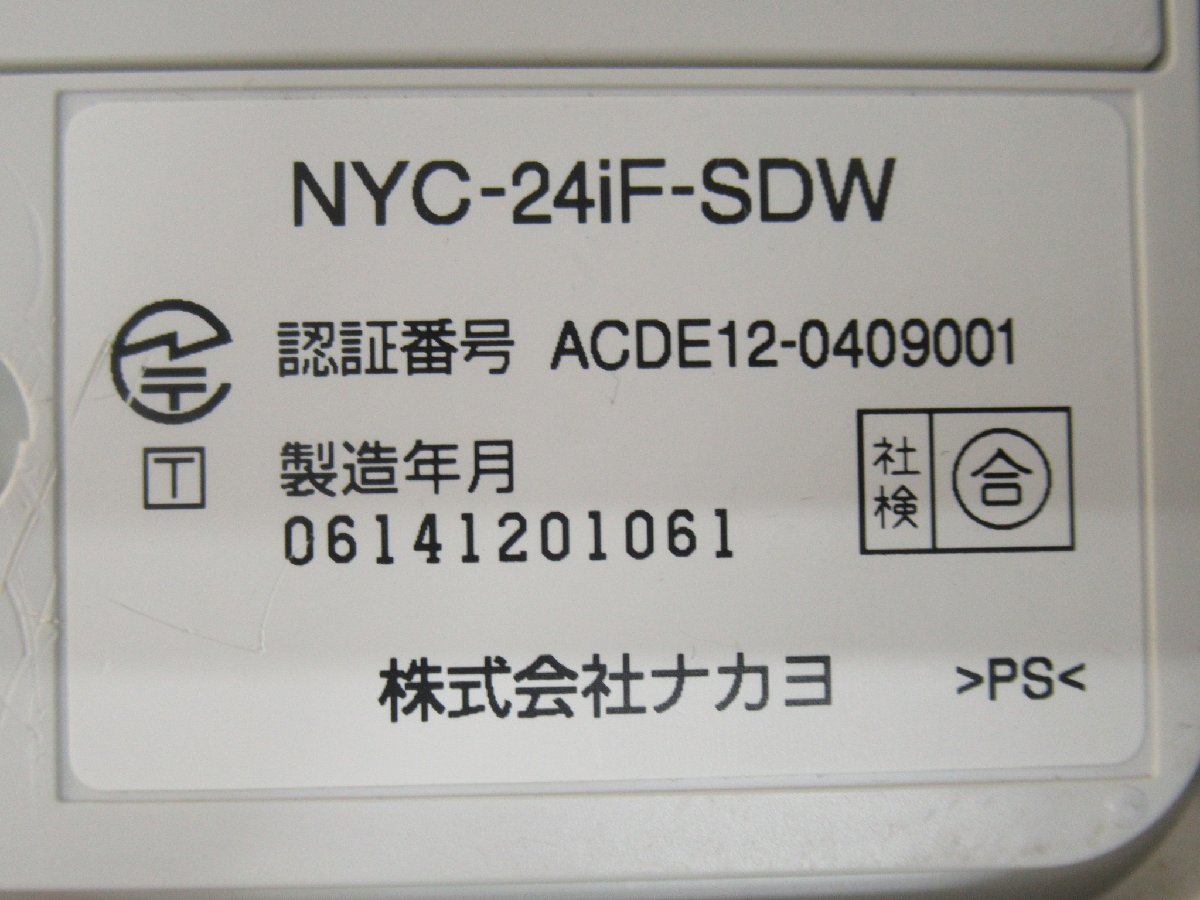 NYC-24iF-SDW
認証番号 ACDE12-0409001
T
製造年月
06141201061
社検 合
株式会社ナカヨ >PS<